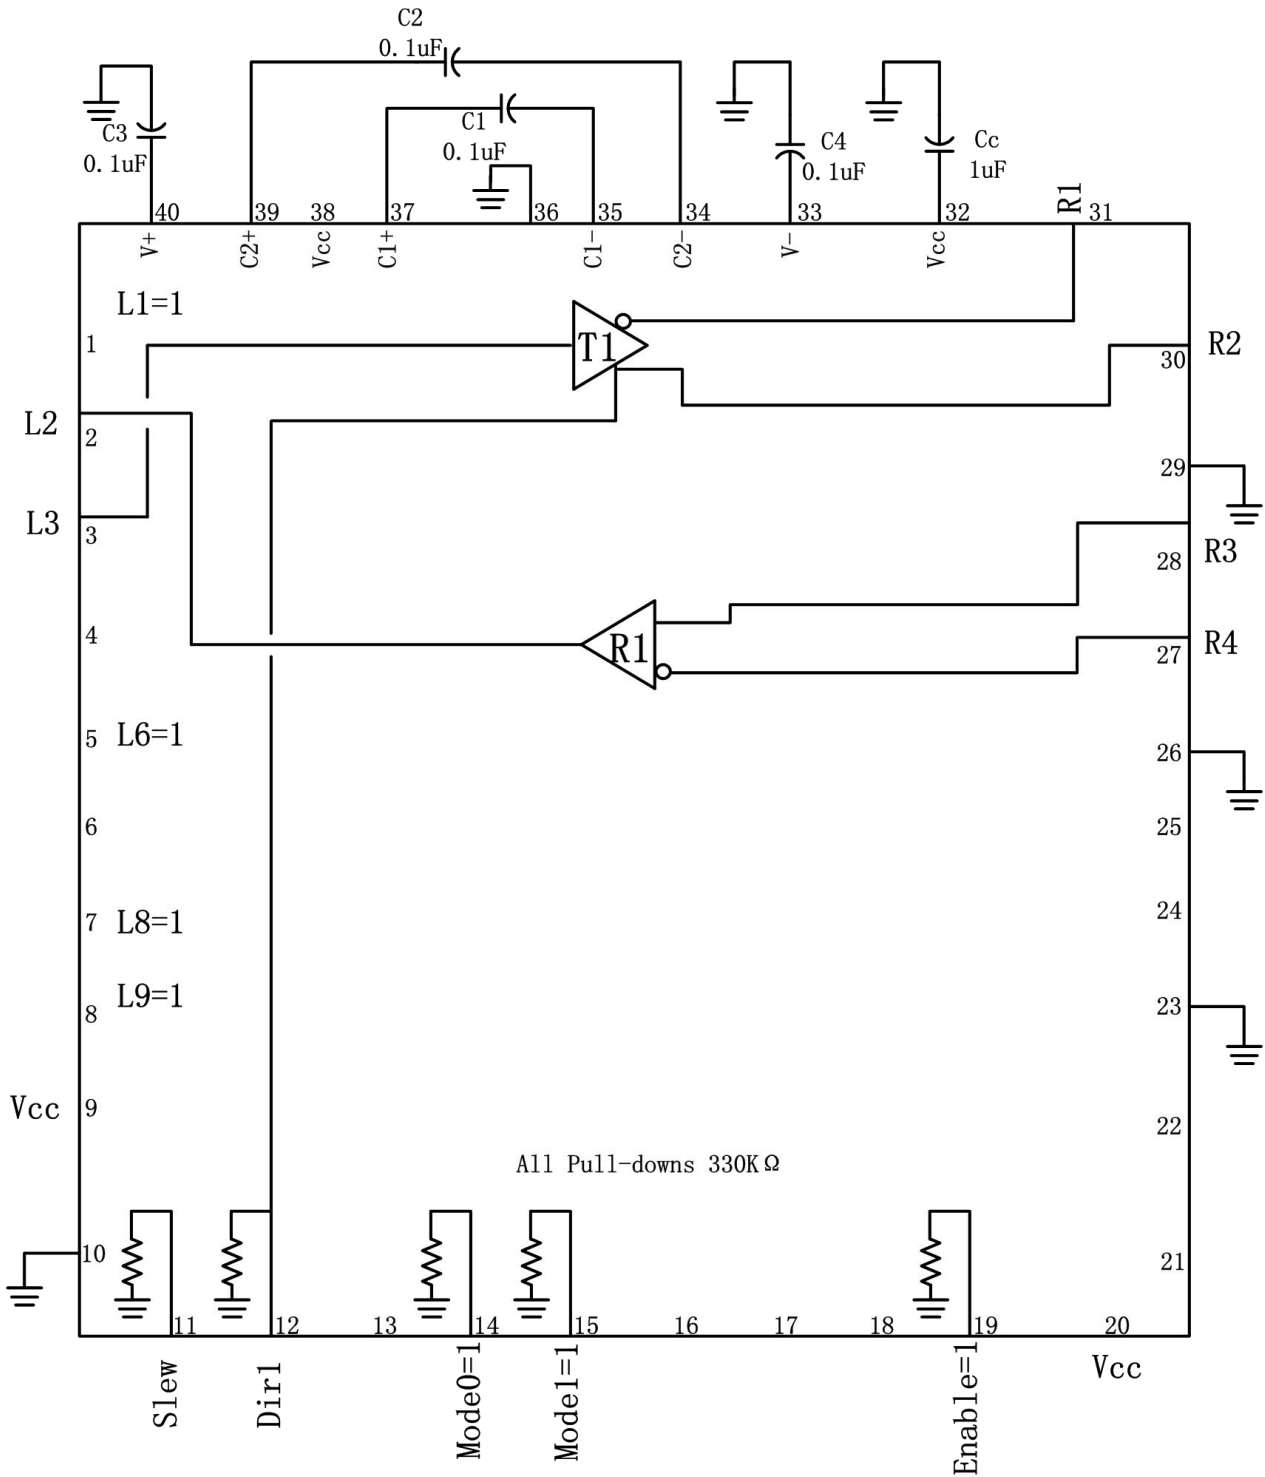 C2
0.1uF
C1
0.1uF
C3
0.1uF
C4
0.1uF
Cc
1uF
R1
40
39
38
37
36
35
34
33
32
31
V+
C2+
Vcc
C1+
C1-
C2-
V-
Vcc
L1=1
1
T1
30
R2
L2
2
29
L3
3
28
R3
4
R1
27
R4
5
L6=1
26
6
25
7
L8=1
24
8
L9=1
23
Vcc
9
22
All Pull-downs 330KΩ
10
21
11
12
13
14
15
16
17
18
19
20
Slew
Dir1
Mode0=1
Mode1=1
Enable=1
Vcc